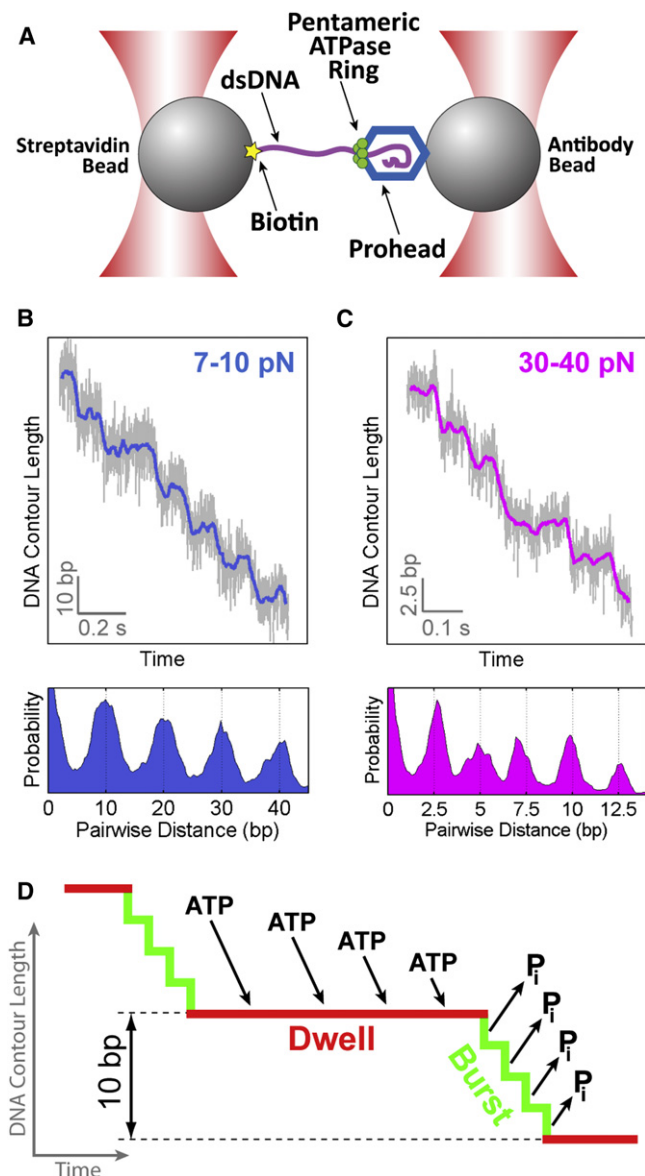 A
Pentameric
ATPase
Ring
dsDNA
Streptavidin
Bead
Antibody
Bead
Biotin
Prohead
B
7-10 pN
DNA Contour Length
10 bp
0.2 s
Time
Probability
0 10 20 30 40
Pairwise Distance (bp)
C
30-40 pN
DNA Contour Length
2.5 bp
0.1 s
Time
Probability
0 2.5 5 7.5 10 12.5
Pairwise Distance (bp)
D
DNA Contour Length
Time
10 bp
ATP
ATP
ATP
ATP
Dwell
Burst
Pi
Pi
Pi
Pi